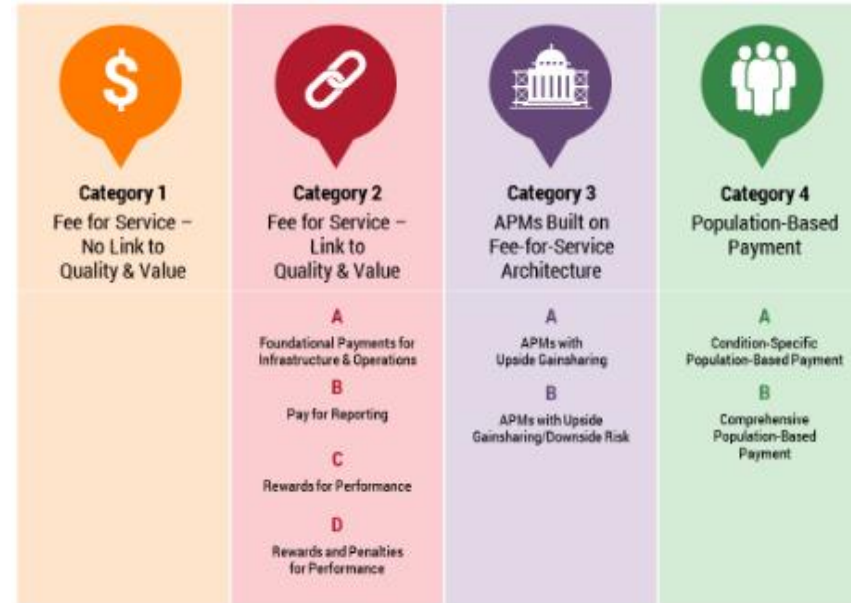 $
Category 1
Fee for Service –
No Link to
Quality & Value
Category 2
Fee for Service –
Link to
Quality & Value
A
Foundational Payments for
Infrastructure & Operations
B
Pay for Reporting
C
Rewards for Performance
D
Rewards and Penalties
for Performance
Category 3
APMs Built on
Fee-for-Service
Architecture
A
APMs with
Upside Gainsharing
B
APMs with Upside
Gainsharing/Downside Risk
Category 4
Population-Based
Payment
A
Condition-Specific
Population-Based Payment
B
Comprehensive
Population-Based
Payment